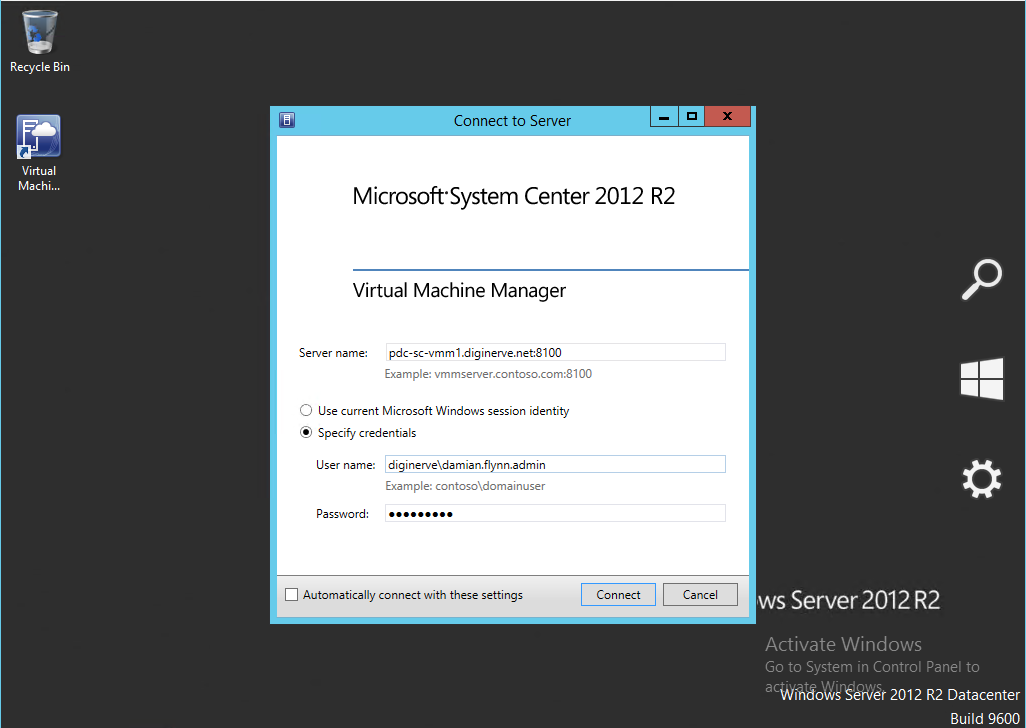 Recycle Bin
Virtual
Machi...
Connect to Server
Microsoft® System Center 2012 R2
Virtual Machine Manager
Server name: pdc-sc-vmm1.diginerve.net:8100
Example: vmmserver.contoso.com:8100
Use current Microsoft Windows session identity
Specify credentials
User name: diginerve\damian.flynn.admin
Example: contoso\domainuser
Password: ●●●●●●●●●
Automatically connect with these settings
Connect
Cancel
ws Server 2012 R2
Activate Windows
Go to System in Control Panel to
activate Windows.
Windows Server 2012 R2 Datacenter
Build 9600